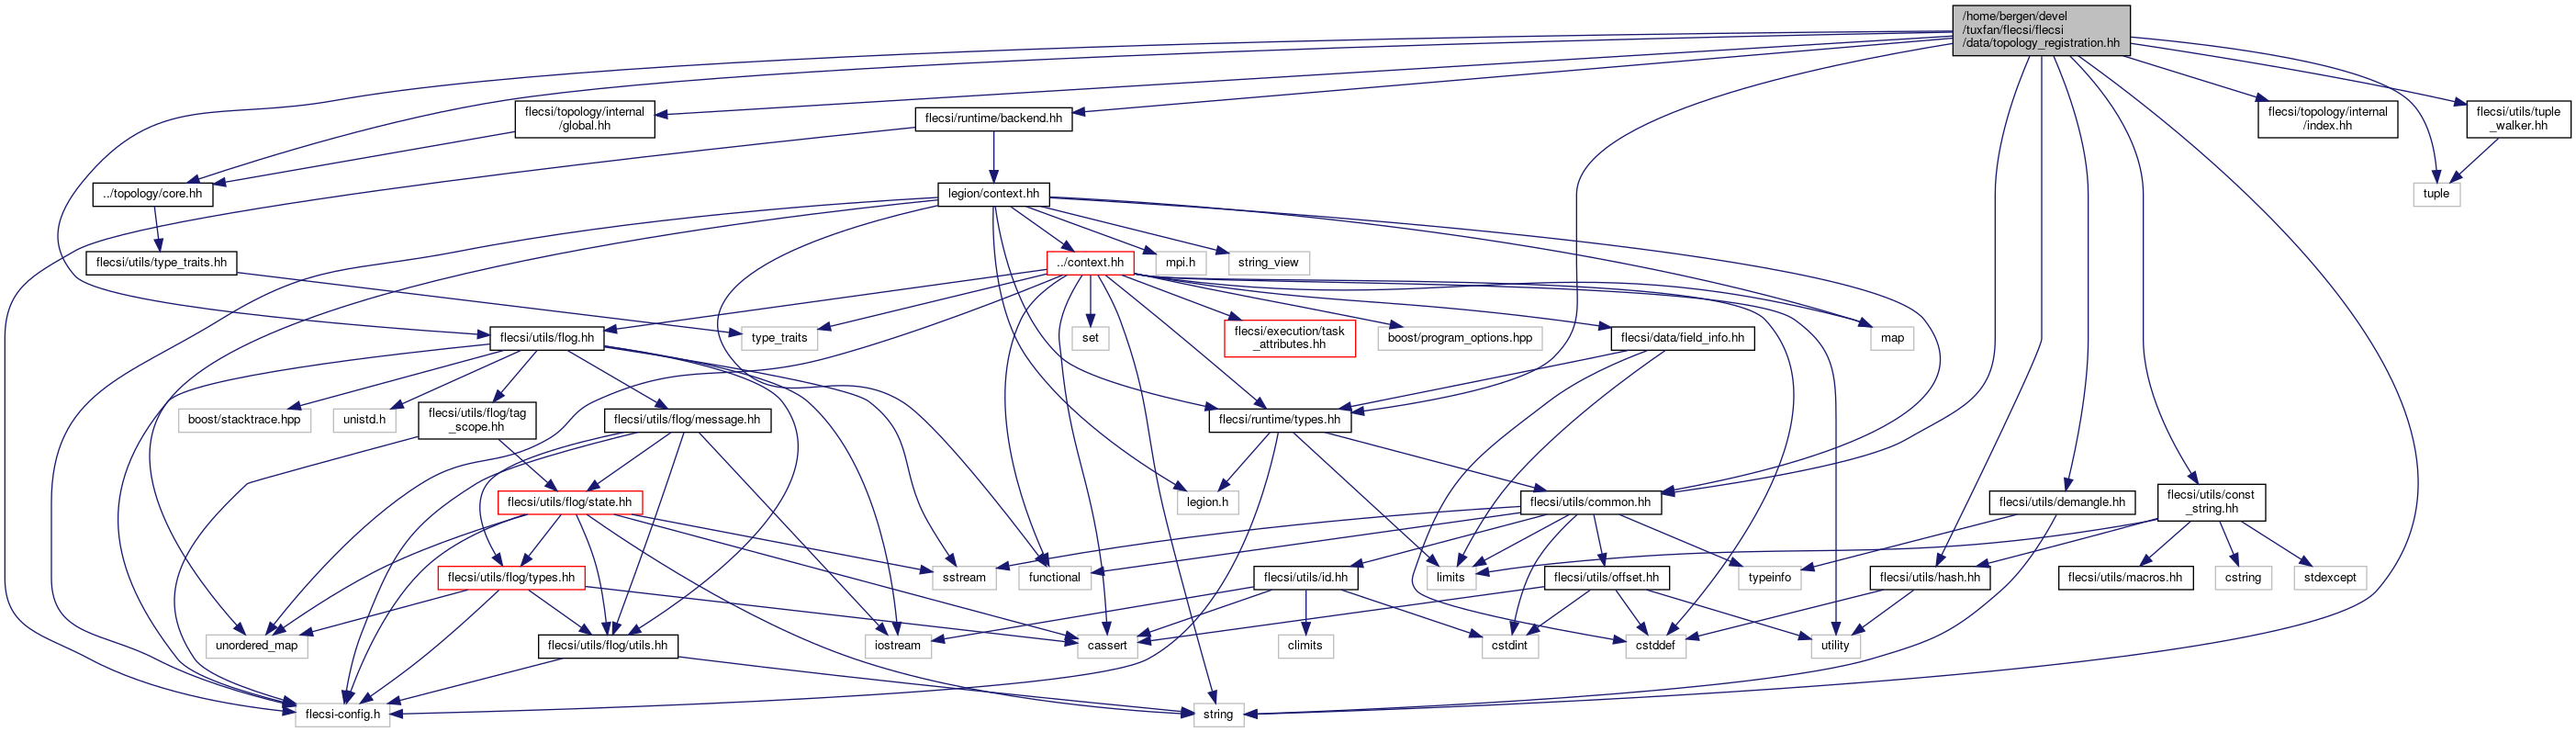 /home/bergen/devel
/tuxfan/flecsi/flecsi
/data/topology_registration.hh
flecsi/topology/internal
/global.hh
flecsi/runtime/backend.hh
flecsi/topology/internal
/index.hh
flecsi/utils/tuple
_walker.hh
../topology/core.hh
legion/context.hh
tuple
flecsi/utils/type_traits.hh
../context.hh
mpi.h
string_view
flecsi/utils/flog.hh
type_traits
set
flecsi/execution/task
_attributes.hh
boost/program_options.hpp
flecsi/data/field_info.hh
map
boost/stacktrace.hpp
unistd.h
flecsi/utils/flog/tag
_scope.hh
flecsi/utils/flog/message.hh
flecsi/runtime/types.hh
flecsi/utils/flog/state.hh
legion.h
flecsi/utils/common.hh
flecsi/utils/demangle.hh
flecsi/utils/const
_string.hh
flecsi/utils/flog/types.hh
sstream
functional
flecsi/utils/id.hh
limits
flecsi/utils/offset.hh
typeinfo
flecsi/utils/hash.hh
flecsi/utils/macros.hh
cstring
stdexcept
unordered_map
flecsi/utils/flog/utils.hh
iostream
cassert
climits
cstdint
cstddef
utility
flecsi-config.h
string